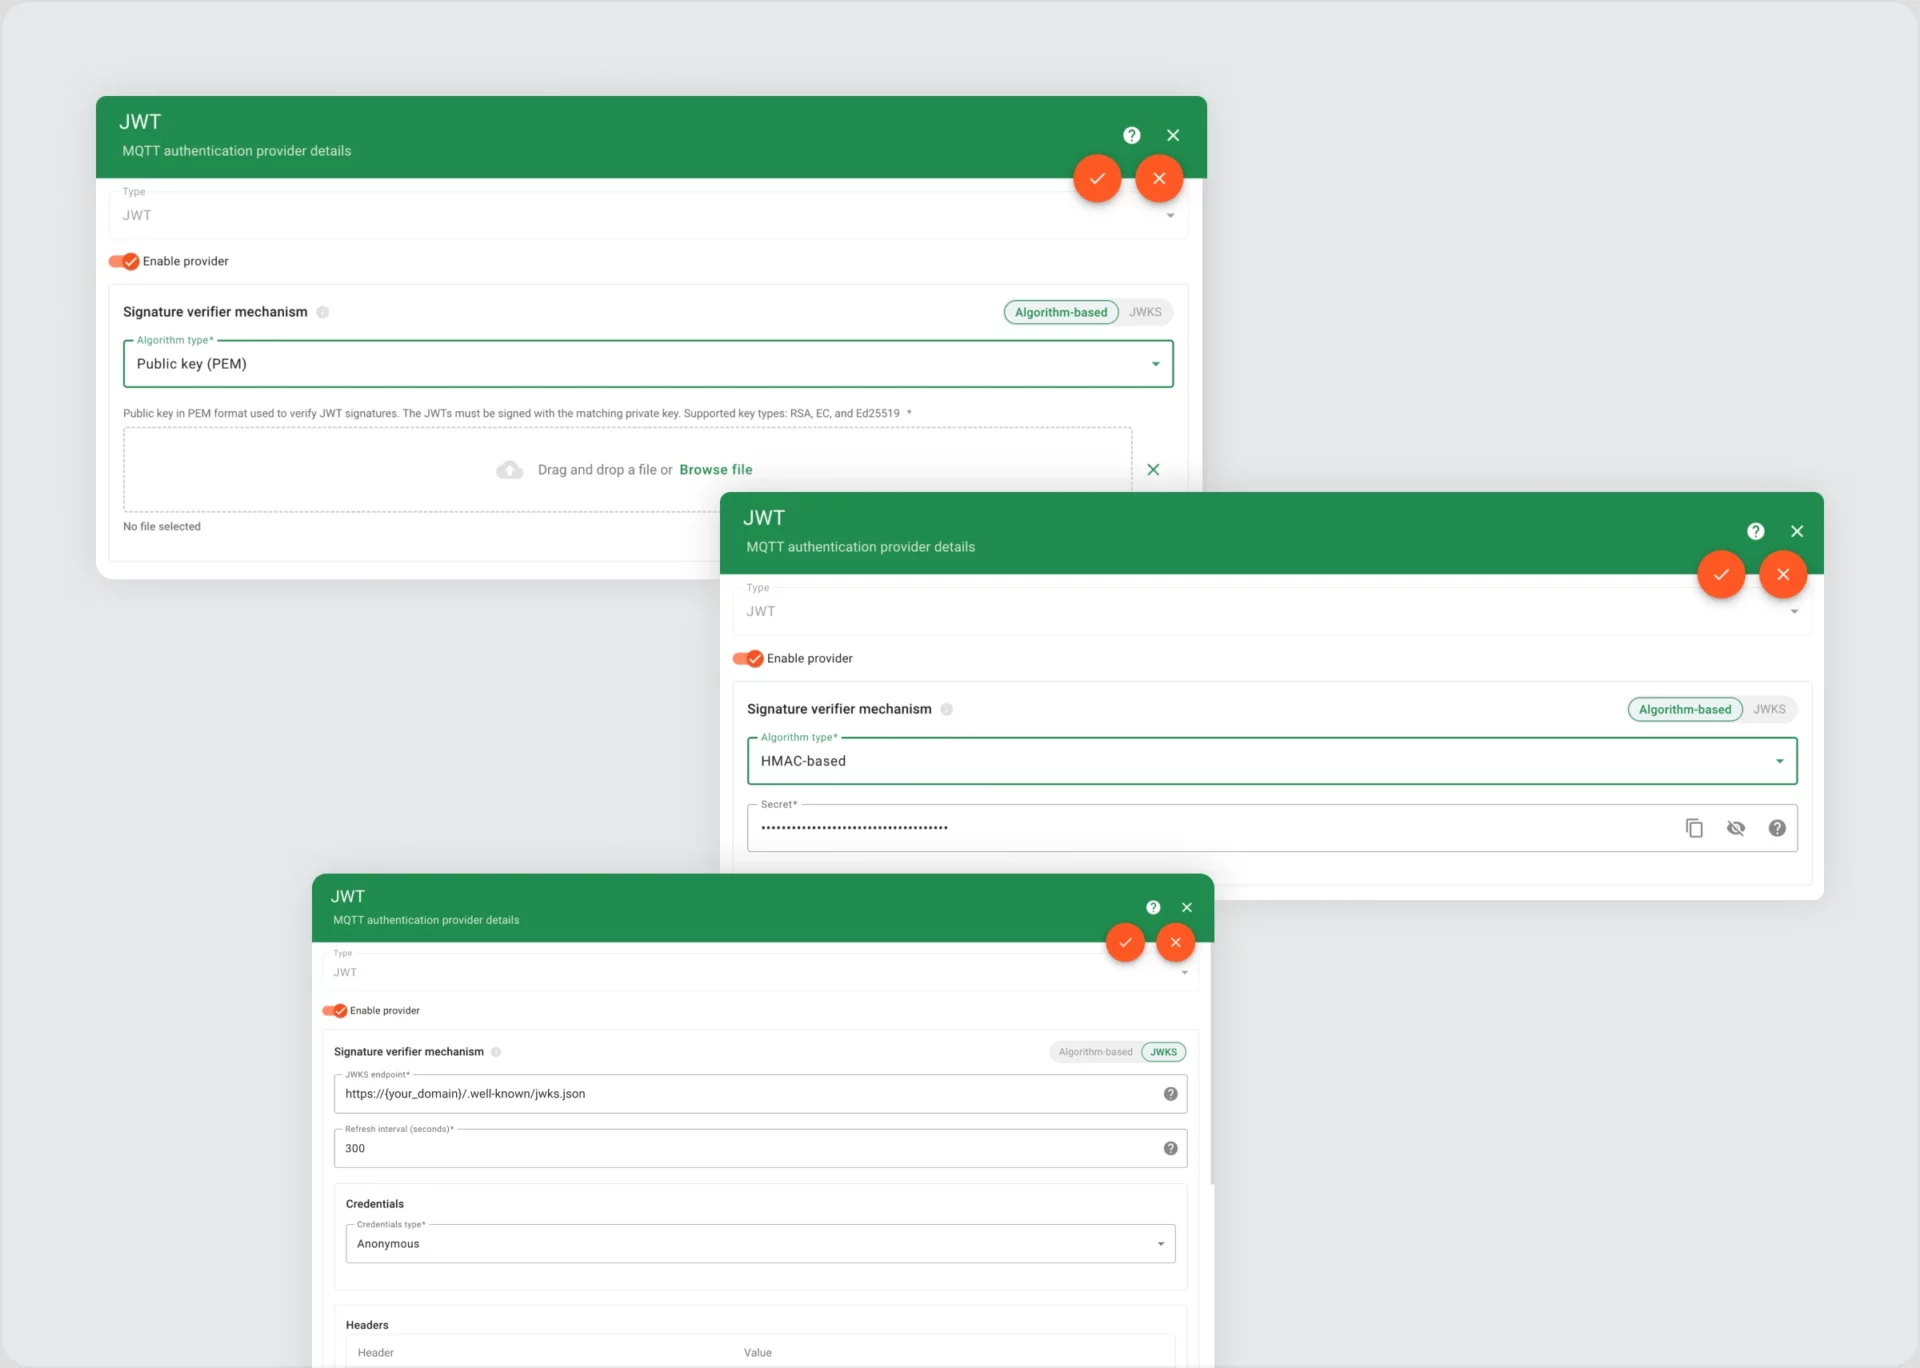 JWT
MQTT authentication provider details
Type
JWT
Enable provider
Signature verifier mechanism
Algorithm-based JWKS
Algorithm type*
Public key (PEM)
Public key in PEM format used to verify JWT signatures. The JWTs must be signed with the matching private key. Supported key types: RSA, EC, and Ed25519 *
Drag and drop a file or Browse file
No file selected
JWT
MQTT authentication provider details
Type
JWT
Enable provider
Signature verifier mechanism
Algorithm-based JWKS
Algorithm type*
HMAC-based
Secret*
JWT
MQTT authentication provider details
Type
JWT
Enable provider
Signature verifier mechanism
Algorithm-based JWKS
JWKS endpoint*
https://{your_domain}/.well-known/jwks.json
Refresh interval (seconds)*
300
Credentials
Credentials type*
Anonymous
Headers
Header Value